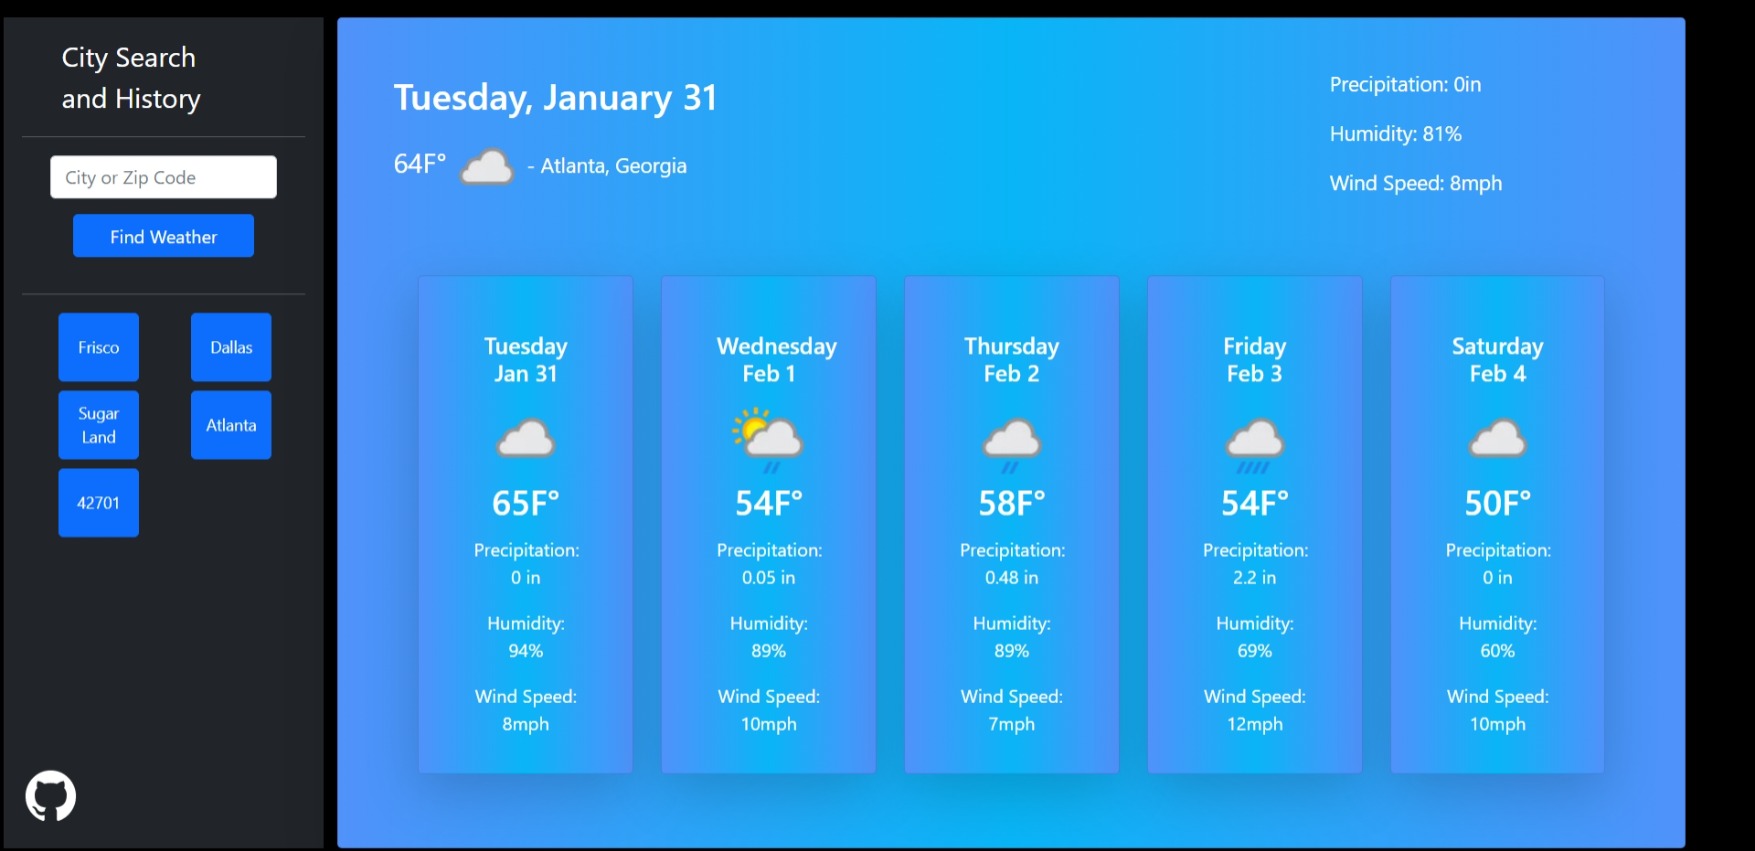 City Search
and History
City or Zip Code
Find Weather
Frisco
Dallas
Sugar
Land
Atlanta
42701
Tuesday, January 31
64F° - Atlanta, Georgia
Precipitation: 0in
Humidity: 81%
Wind Speed: 8mph
Tuesday
Jan 31
65F°
Precipitation:
0 in
Humidity:
94%
Wind Speed:
8mph
Wednesday
Feb 1
54F°
Precipitation:
0.05 in
Humidity:
89%
Wind Speed:
10mph
Thursday
Feb 2
58F°
Precipitation:
0.48 in
Humidity:
89%
Wind Speed:
7mph
Friday
Feb 3
54F°
Precipitation:
2.2 in
Humidity:
69%
Wind Speed:
12mph
Saturday
Feb 4
50F°
Precipitation:
0 in
Humidity:
60%
Wind Speed:
10mph